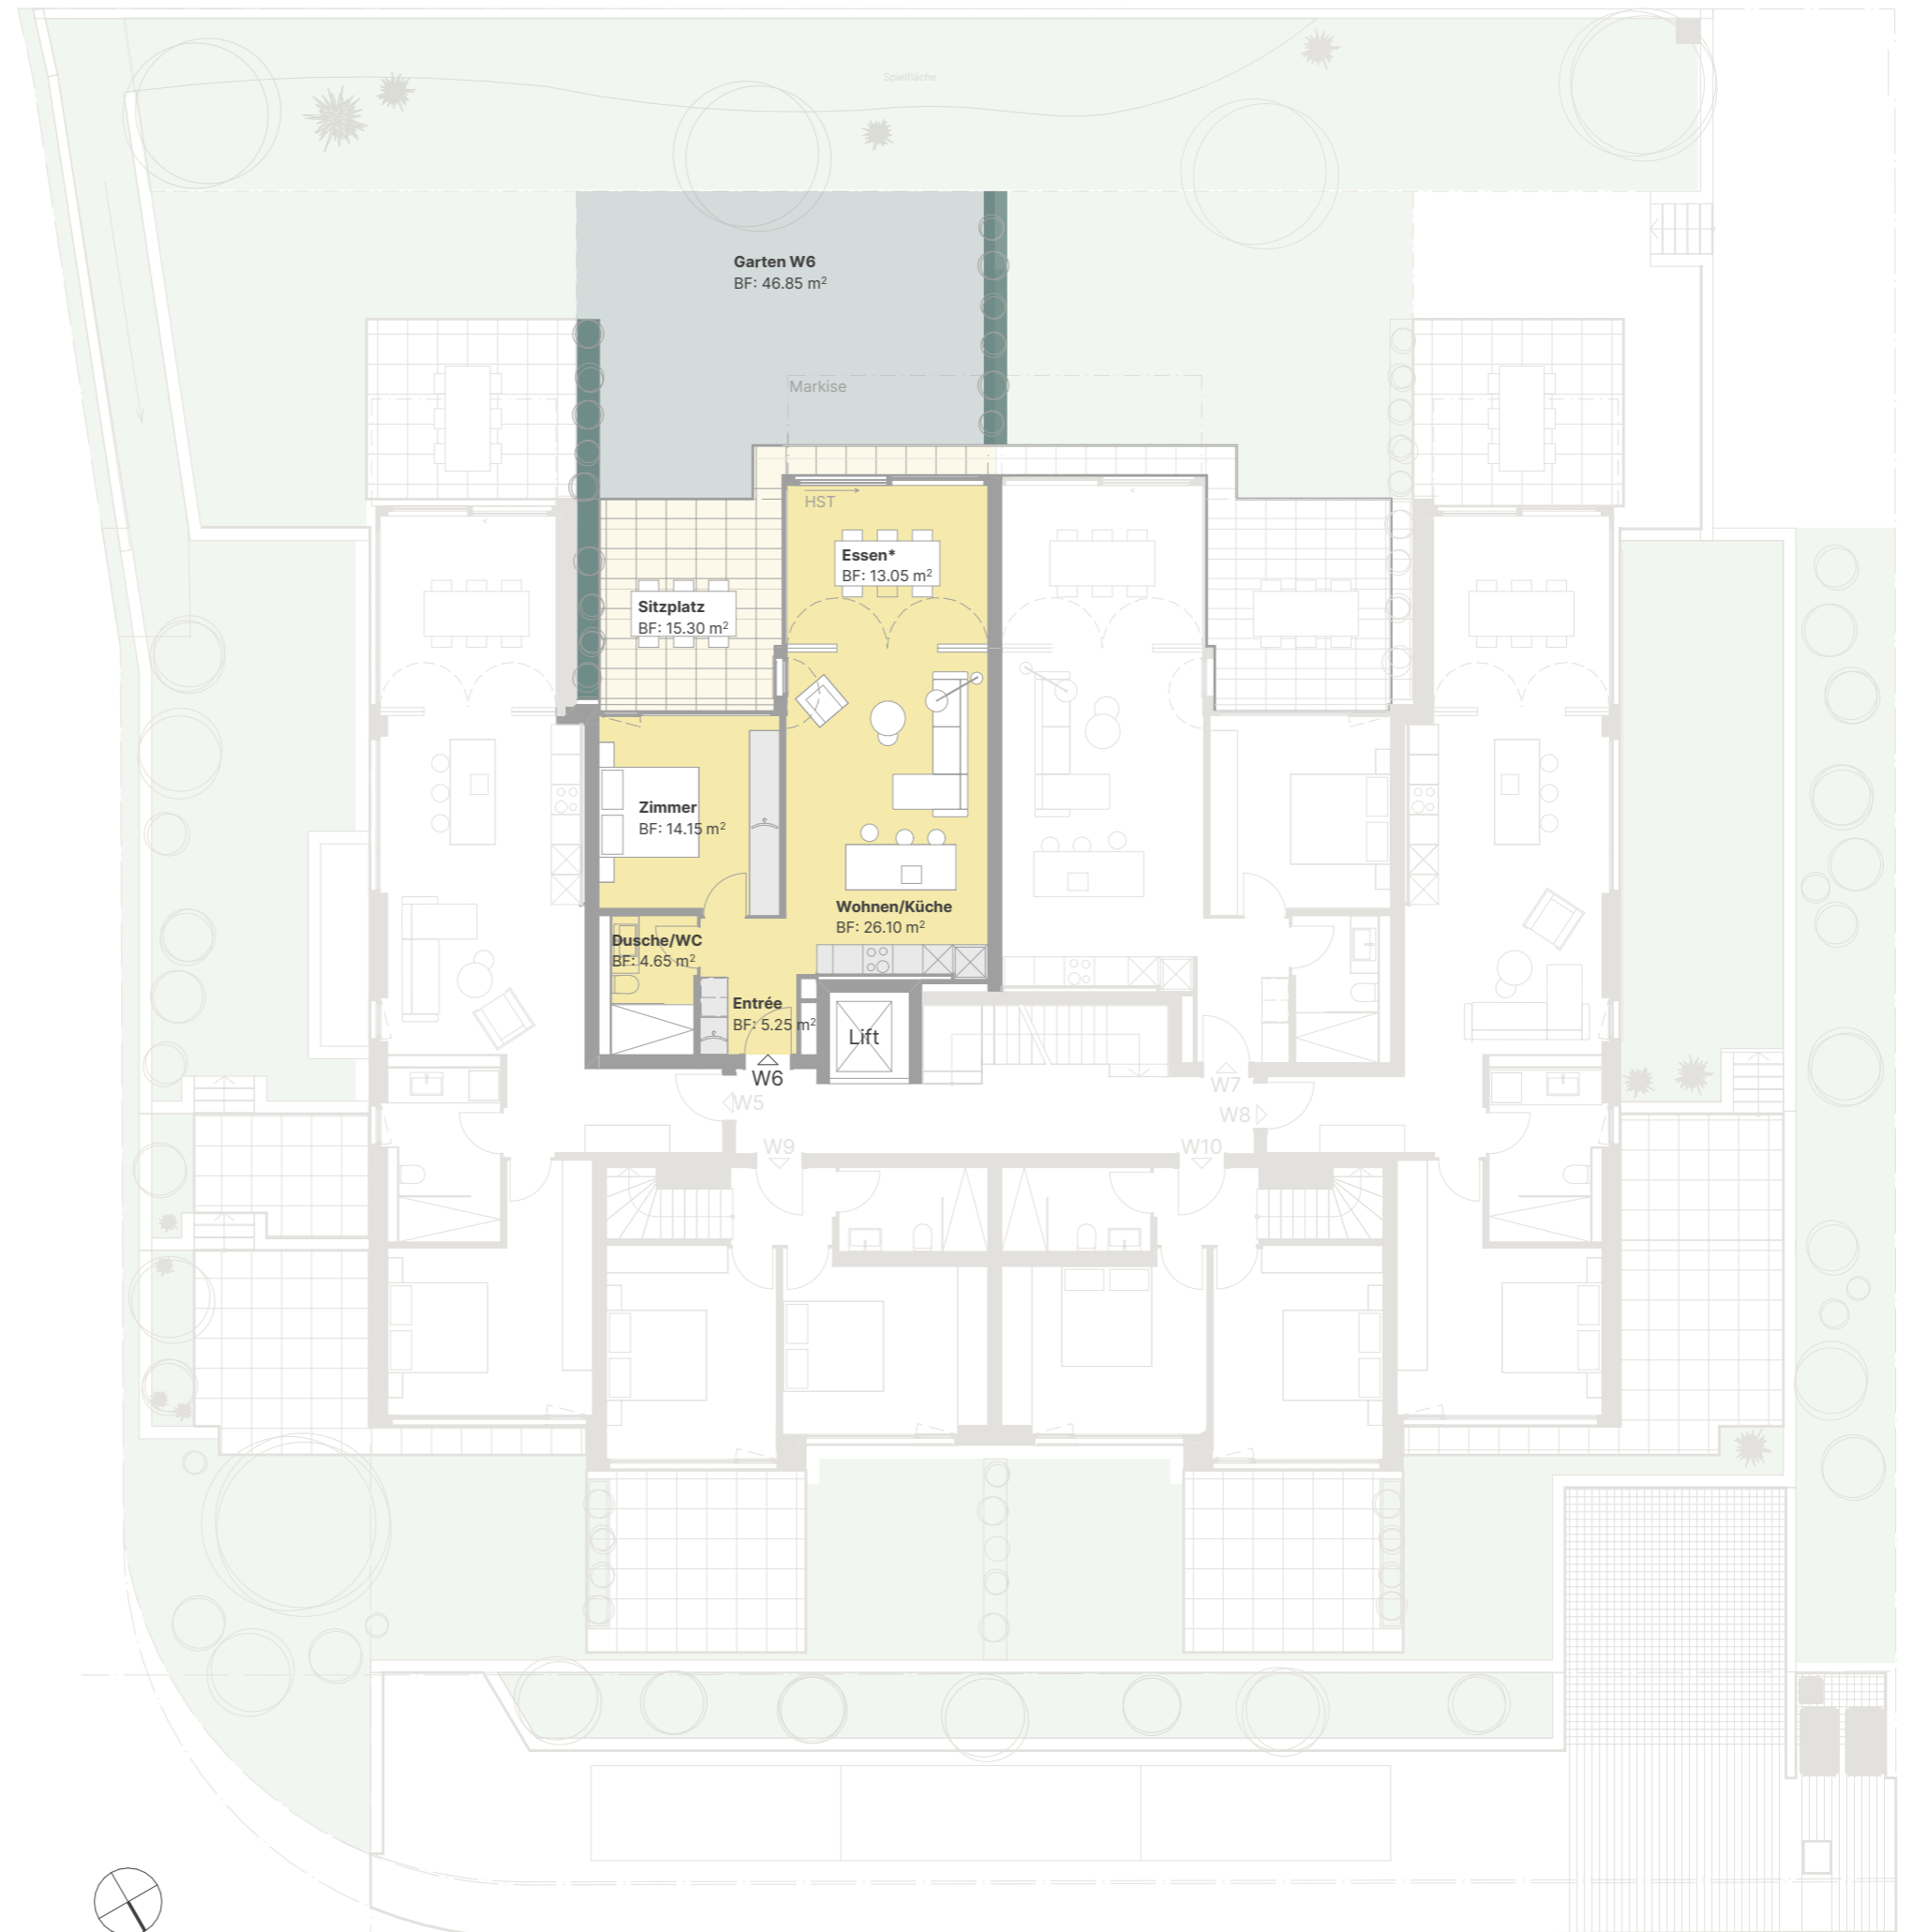 Spielfläche
Garten W6
BF: 46.85 m²
Markise
HST
Essen*
BF: 13.05 m²
Sitzplatz
BF: 15.30 m²
Zimmer
BF: 14.15 m²
Wohnen/Küche
BF: 26.10 m²
Dusche/WC
BF: 4.65 m²
Entrée
BF: 5.25 m²
Lift
W6
W7
W5
W8
W9
W10